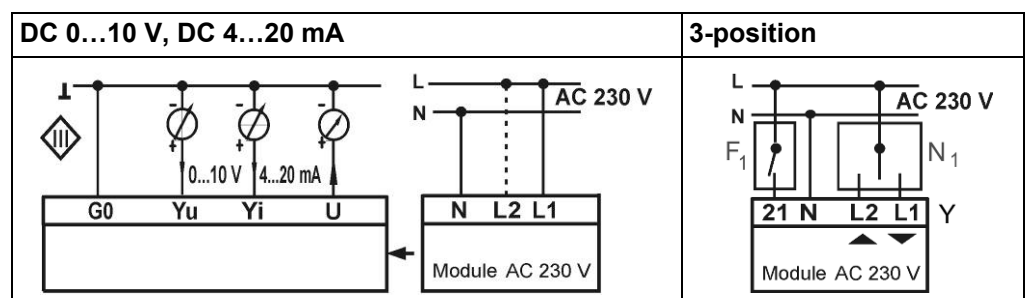 DC 0…10 V, DC 4…20 mA
3-position
L
N
AC 230 V
III
- - -
+ + +
0...10 V 4..20 mA
G0 Yu Yi U
N L2 L1
Module AC 230 V
L
N
AC 230 V
F1
N1
21 N L2 L1 Y
Module AC 230 V